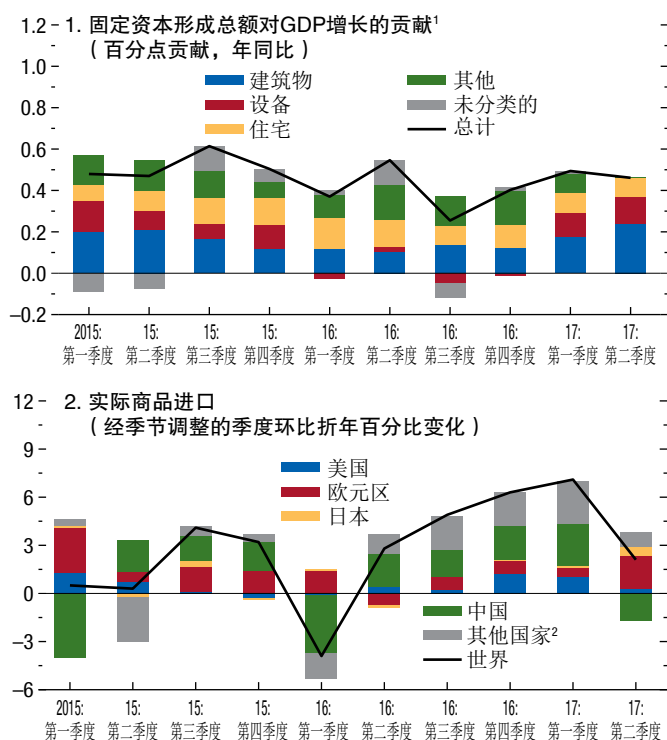 1. 固定资本形成总额对GDP增长的贡献¹
（百分点贡献，年同比）
1.2
1.0
0.8
0.6
0.4
0.2
0.0
–0.2
建筑物
设备
住宅
其他
未分类的
总计
2015: 15: 15: 15: 16: 16: 16: 16: 17: 17:
第一季度 第二季度 第三季度 第四季度 第一季度 第二季度 第三季度 第四季度 第一季度 第二季度
2. 实际商品进口
（经季节调整的季度环比折年百分比变化）
12
9
6
3
0
–3
–6
美国
欧元区
日本
中国
其他国家²
世界
2015: 15: 15: 15: 16: 16: 16: 16: 17: 17:
第一季度 第二季度 第三季度 第四季度 第一季度 第二季度 第三季度 第四季度 第一季度 第二季度